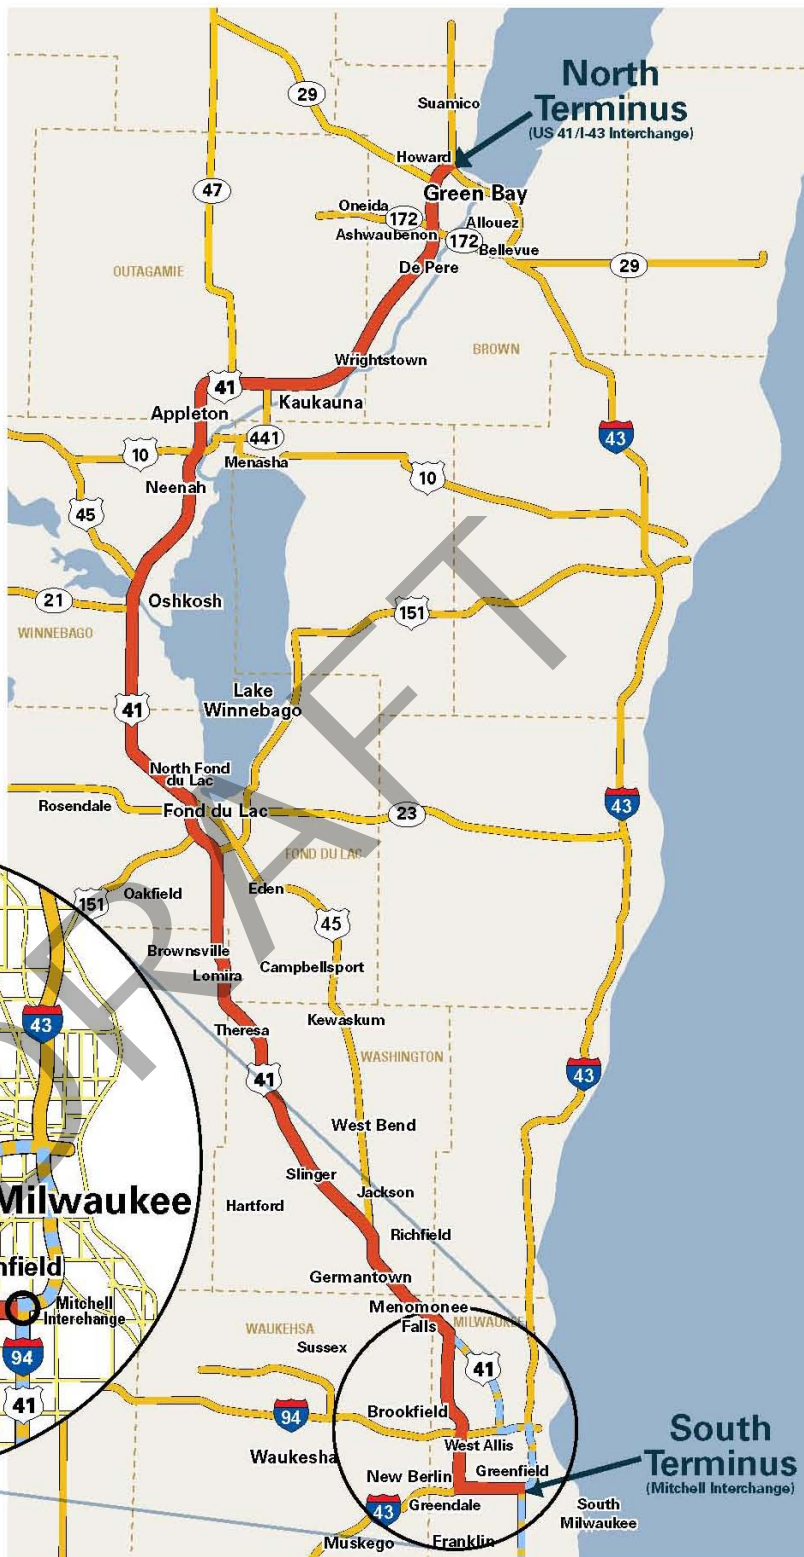 North
Terminus
(US 41/I-43 Interchange)
29
Suamico
Howard
47
Green Bay
Oneida
172
Allouez
Ashwaubenon
172
Bellevue
De Pere
29
OUTAGAMIE
BROWN
Wrightstown
41
Kaukauna
Appleton
43
441
10
Menasha
10
Neenah
45
Oshkosh
21
151
WINNEBAGO
Lake
Winnebago
41
North Fond
du Lac
43
Rosendale
Fond du Lac
23
FOND DU LAC
Eden
Oakfield
151
45
Brownsville
Campbellsport
Lomira
Kewaskum
43
Theresa
WASHINGTON
43
41
West Bend
Slinger
Jackson
Milwaukee
Hartford
Richfield
nfield
Germantown
Mitchell
Interehange
Menomonee
Falls
MILWAUKEE
WAUKEHSA
Sussex
94
41
41
Brookfield
94
West Allis
South
Terminus
(Mitchell Interchange)
Waukesha
New Berlin
Greenfield
43
Greendale
South
Milwaukee
Muskego
Franklin
DRAFT